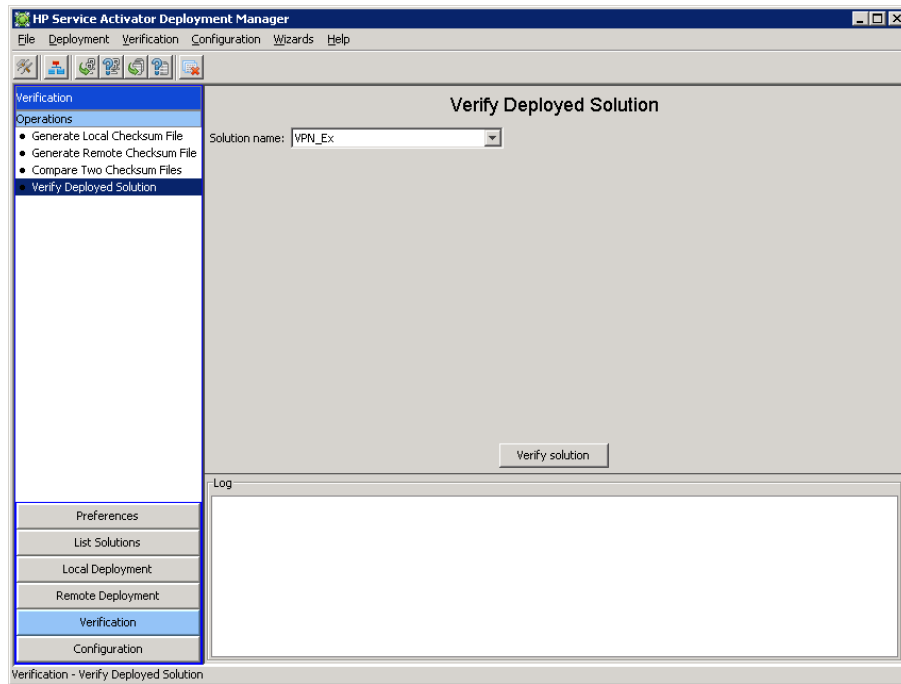 HP Service Activator Deployment Manager
File Deployment Verification Configuration Wizards Help
Verification
Operations
Generate Local Checksum File
Generate Remote Checksum File
Compare Two Checksum Files
Verify Deployed Solution
Preferences
List Solutions
Local Deployment
Remote Deployment
Verification
Configuration
Verify Deployed Solution
Solution name: VPN_Ex
Verify solution
Log
Verification - Verify Deployed Solution